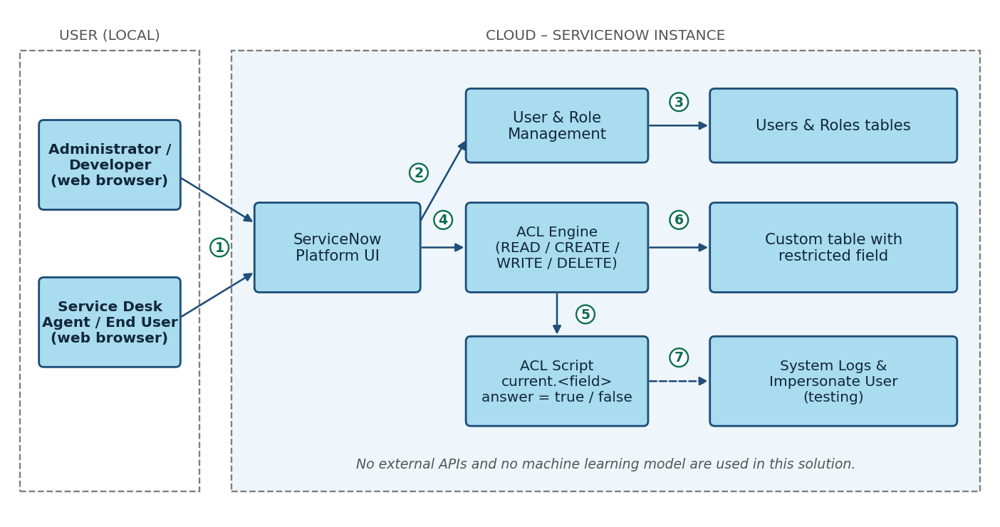 USER (LOCAL)
CLOUD – SERVICENOW INSTANCE
Administrator /
Developer
(web browser)
Service Desk
Agent / End User
(web browser)
1
ServiceNow
Platform UI
2
User & Role
Management
3
Users & Roles tables
4
ACL Engine
(READ / CREATE /
WRITE / DELETE)
6
Custom table with
restricted field
5
ACL Script
current.<field>
answer = true / false
7
System Logs &
Impersonate User
(testing)
No external APIs and no machine learning model are used in this solution.